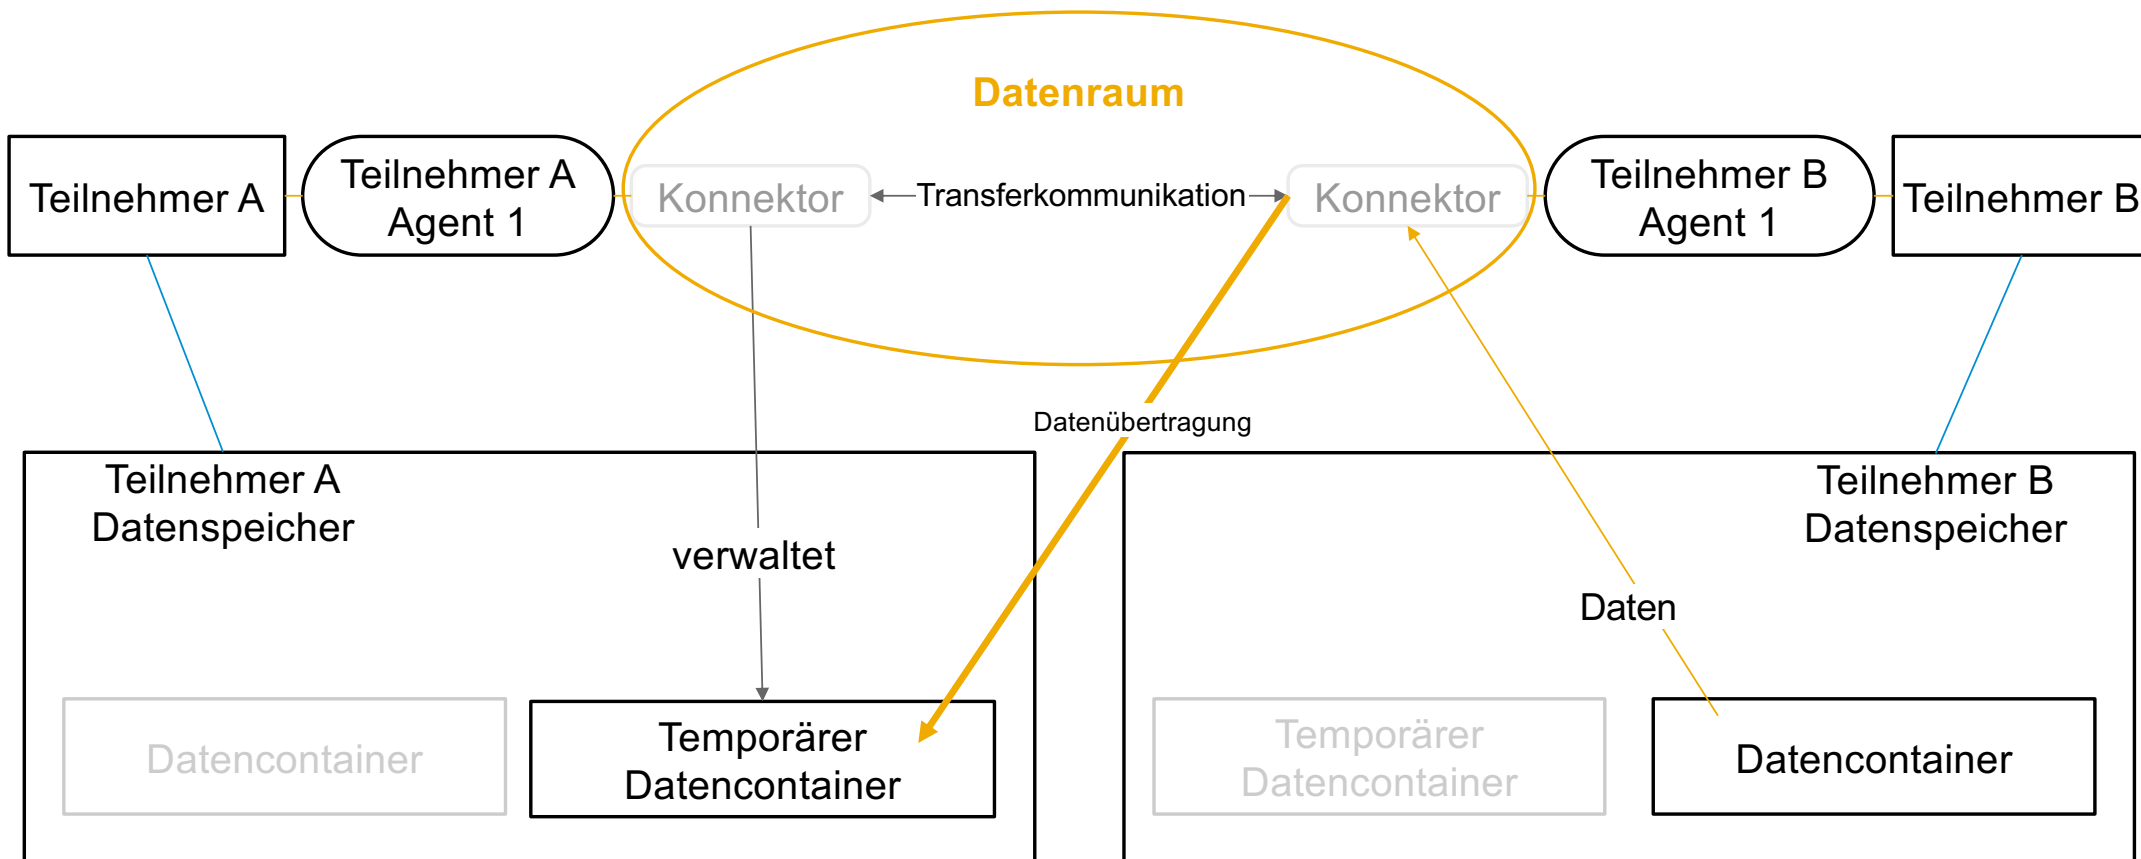 Datenraum
Teilnehmer A
Teilnehmer A
Agent 1
Konnektor
Transferkommunikation
Konnektor
Teilnehmer B
Agent 1
Teilnehmer B
Datenübertragung
Teilnehmer A
Datenspeicher
Teilnehmer B
Datenspeicher
verwaltet
Daten
Datencontainer
Temporärer
Datencontainer
Temporärer
Datencontainer
Datencontainer